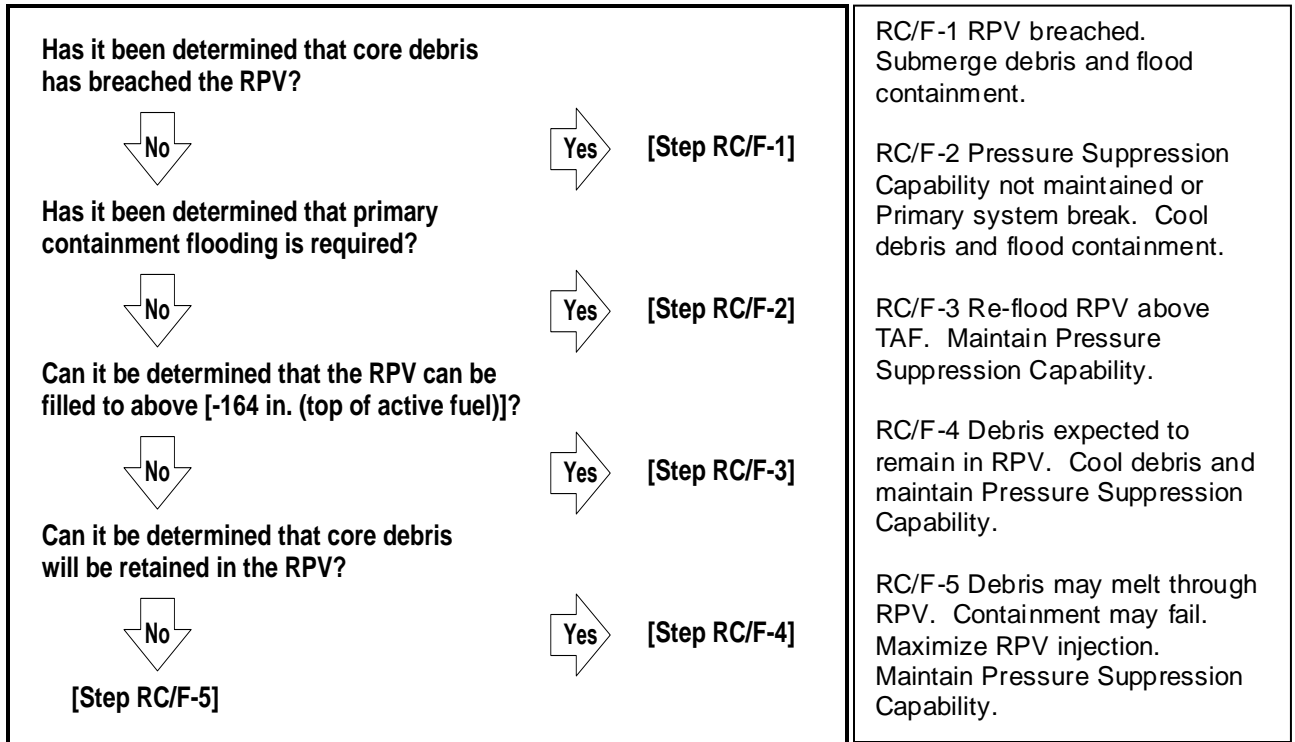 Has it been determined that core debris
has breached the RPV?
No
Yes
[Step RC/F-1]
Has it been determined that primary
containment flooding is required?
No
Yes
[Step RC/F-2]
Can it be determined that the RPV can be
filled to above [-164 in. (top of active fuel)]?
No
Yes
[Step RC/F-3]
Can it be determined that core debris
will be retained in the RPV?
No
Yes
[Step RC/F-4]
[Step RC/F-5]
RC/F-1 RPV breached.
Submerge debris and flood
containment.
RC/F-2 Pressure Suppression
Capability not maintained or
Primary system break. Cool
debris and flood containment.
RC/F-3 Re-flood RPV above
TAF. Maintain Pressure
Suppression Capability.
RC/F-4 Debris expected to
remain in RPV. Cool debris and
maintain Pressure Suppression
Capability.
RC/F-5 Debris may melt through
RPV. Containment may fail.
Maximize RPV injection.
Maintain Pressure Suppression
Capability.